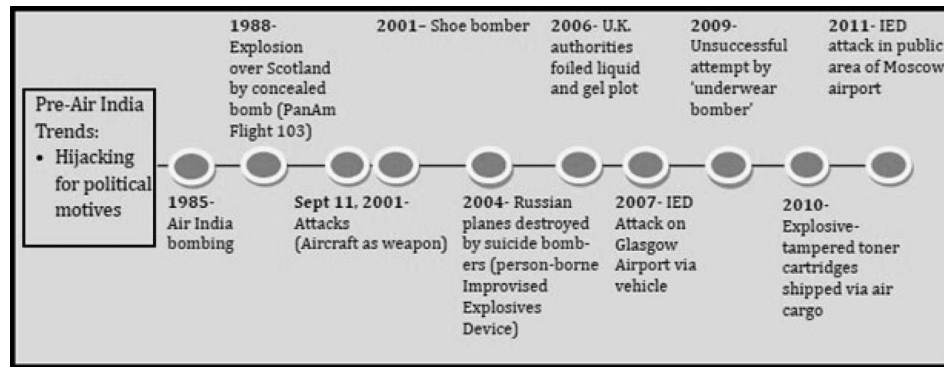 Pre-Air India
Trends:
• Hijacking
for political
motives
1985-
Air India
bombing
1988-
Explosion
over Scotland
by concealed
bomb (PanAm
Flight 103)
Sept 11, 2001-
Attacks
(Aircraft as weapon)
2001– Shoe bomber
2004- Russian
planes destroyed
by suicide bomb-
ers (person-borne
Improvised
Explosives
Device)
2006- U.K.
authorities
foiled liquid
and gel plot
2007- IED
Attack on
Glasgow
Airport via
vehicle
2009-
Unsuccessful
attempt by
‘underwear
bomber’
2010-
Explosive-
tampered toner
cartridges
shipped via air
cargo
2011- IED
attack in public
area of Moscow
airport